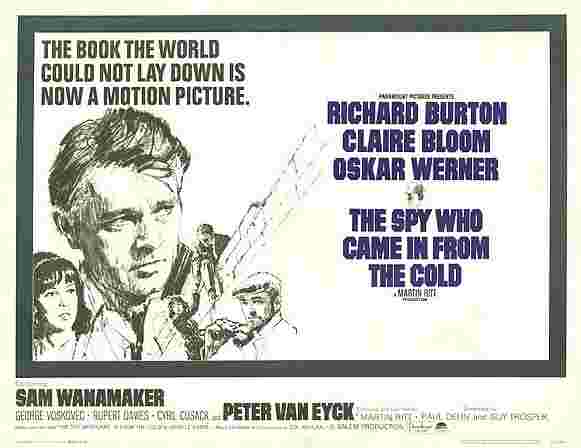 THE BOOK THE WORLD
COULD NOT LAY DOWN IS
NOW A MOTION PICTURE.
PARAMOUNT PICTURES PRESENTS
RICHARD BURTON
CLAIRE BLOOM
OSKAR WERNER
THE SPY WHO
CAME IN FROM
THE COLD
A MARTIN RITT
PRODUCTION
SAM WANAMAKER
GEORGE VOSKOVEC · RUPERT DAVIES · CYRIL CUSACK and PETER VAN EYCK
MARTIN RITT · PAUL DEHN and GUY TROSPER
A SALEM PRODUCTION